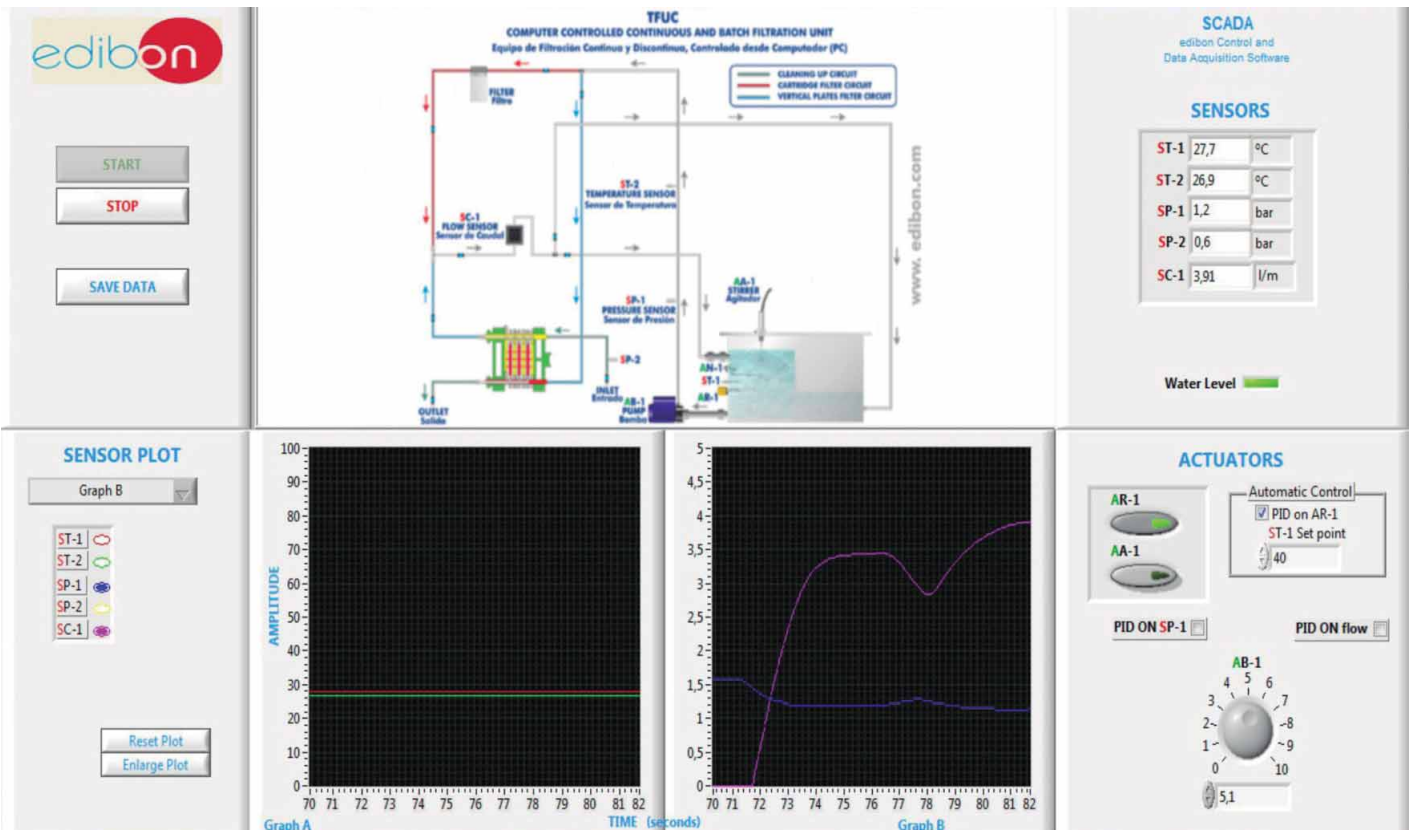 edibon
START
STOP
SAVE DATA
TFUC
COMPUTER CONTROLLED CONTINUOUS AND BATCH FILTRATION UNIT
Equipo de Filtración Continua y Discontinua, Controlado desde Computador (PC)
CLEANING UP CIRCUIT
CARTRIDGE FILTER CIRCUIT
VERTICAL PLATES FILTER CIRCUIT
FILTER
Filtro
ST-2
TEMPERATURE SENSOR
Sensor de Temperatura
SC-1
FLOW SENSOR
Sensor de Caudal
SP-1
PRESSURE SENSOR
Sensor de Presión
AA-1
STIRRER
Agitador
www. edibon.com
SP-2
AN-1
ST-1
AR-1
INLET
Entrada
AB-1
PUMP
Bomba
OUTLET
Salida
SCADA
edibon Control and
Data Acquisition Software
SENSORS
ST-1 27,7 ºC
ST-2 26,9 ºC
SP-1 1,2 bar
SP-2 0,6 bar
SC-1 3,91 l/m
Water Level
SENSOR PLOT
Graph B
ST-1
ST-2
SP-1
SP-2
SC-1
Reset Plot
Enlarge Plot
AMPLITUDE
100
90
80
70
60
50
40
30
20
10
0
70 71 72 73 74 75 76 77 78 79 80 81 82
Graph A
TIME (seconds)
5
4,5
4
3,5
3
2,5
2
1,5
1
0,5
0
70 71 72 73 74 75 76 77 78 79 80 81 82
Graph B
ACTUATORS
AR-1
AA-1
Automatic Control
PID on AR-1
ST-1 Set point
40
PID ON SP-1
PID ON flow
AB-1
0 1 2 3 4 5 6 7 8 9 10
5,1